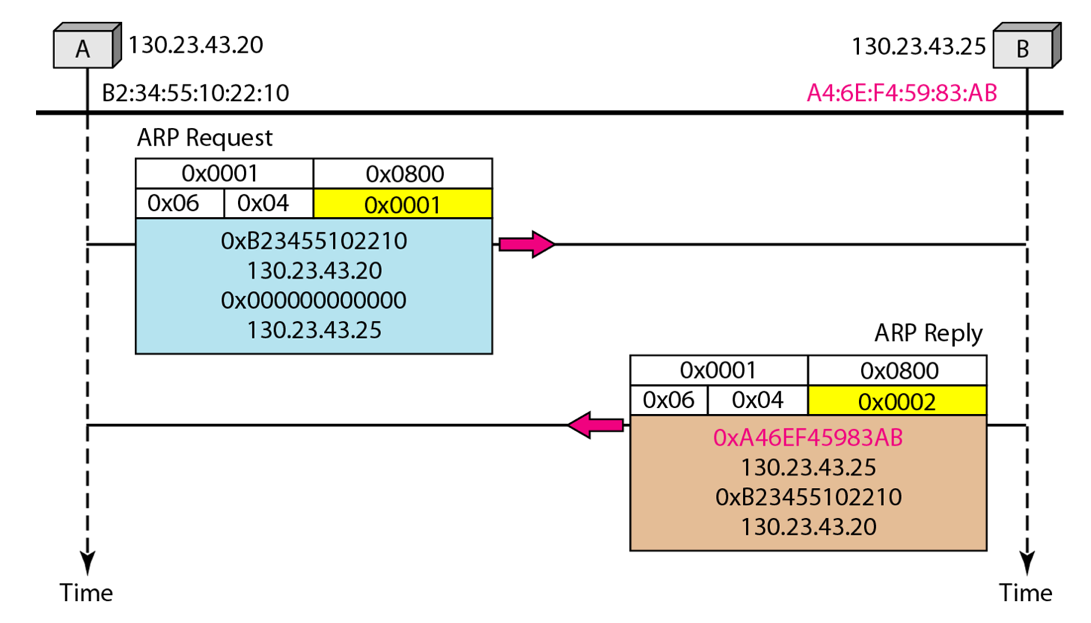 A 130.23.43.20 130.23.43.25 B
B2:34:55:10:22:10 A4:6E:F4:59:83:AB
ARP Request
0x0001 0x0800
0x06 0x04 0x0001
0xB23455102210
130.23.43.20
0x000000000000
130.23.43.25
ARP Reply
0x0001 0x0800
0x06 0x04 0x0002
0xA46EF45983AB
130.23.43.25
0xB23455102210
130.23.43.20
Time Time